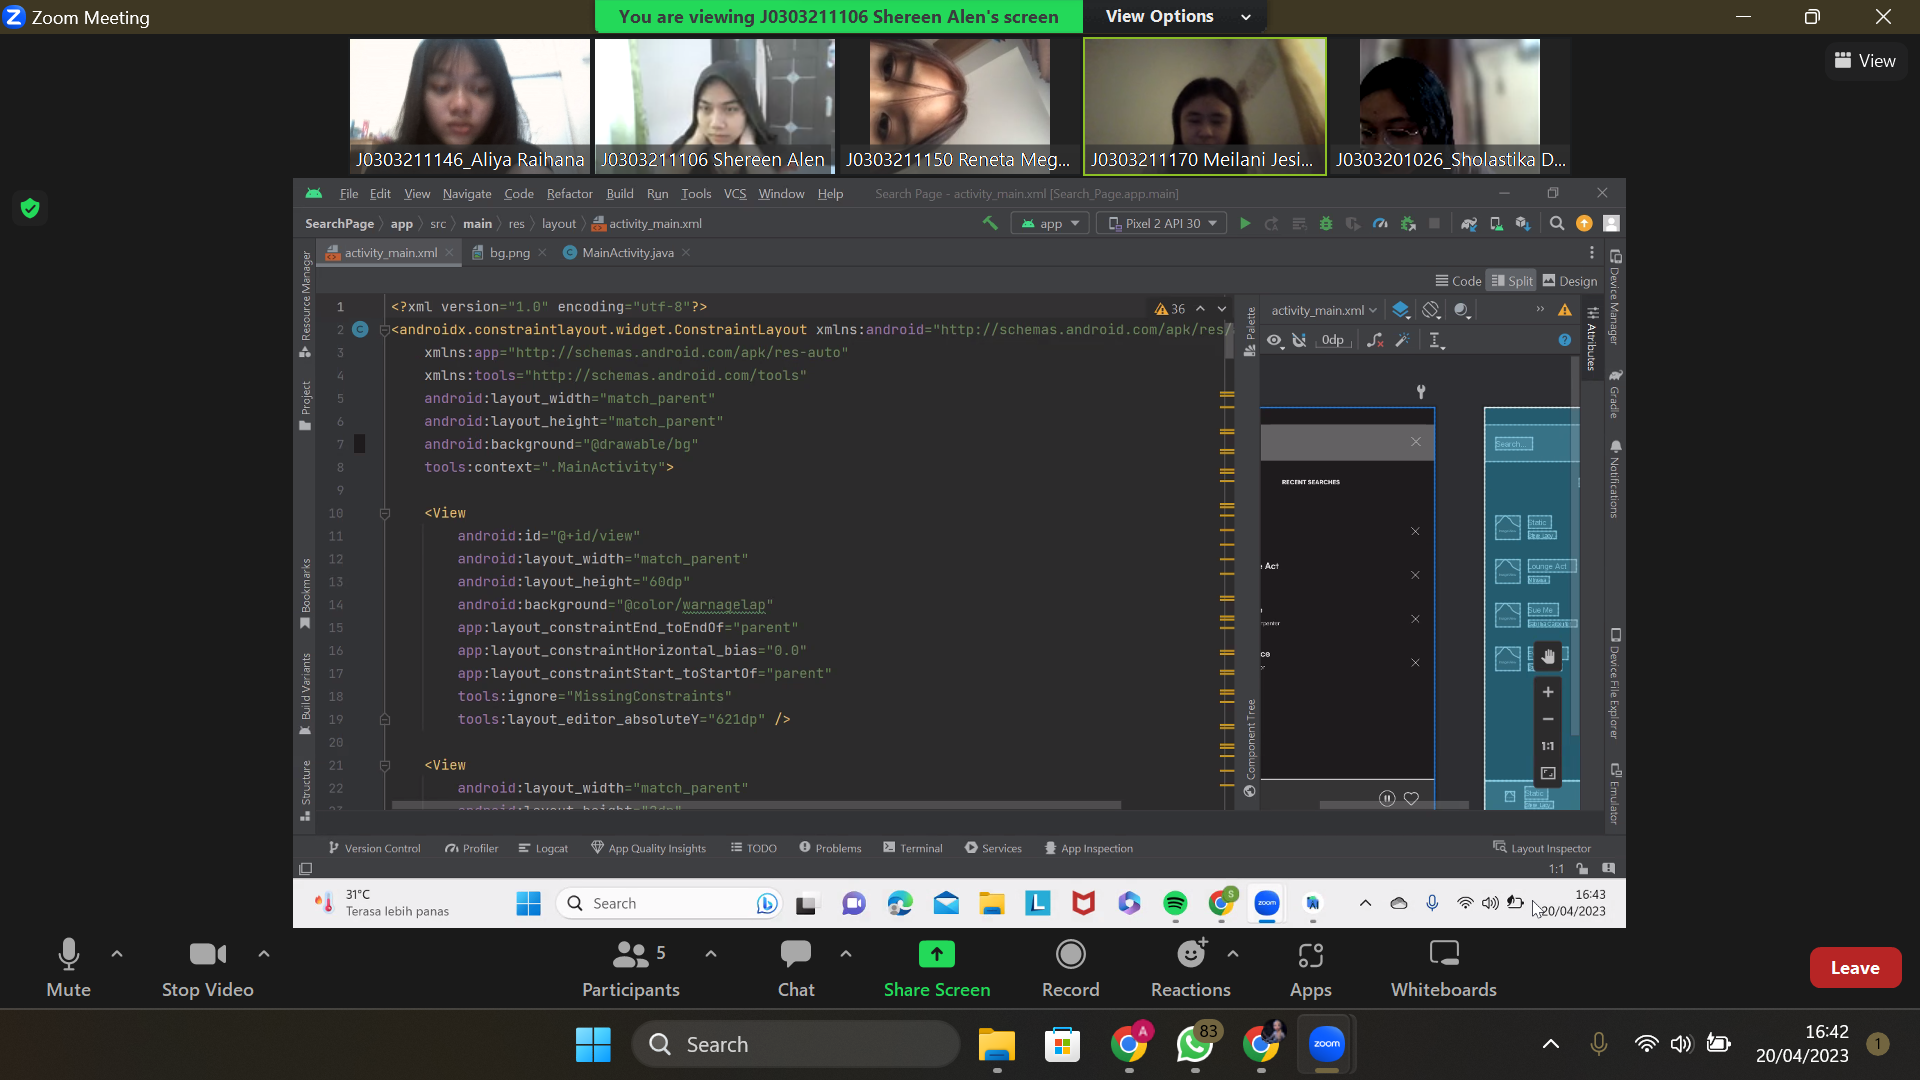 Zoom Meeting
You are viewing J0303211106 Shereen Alen's screen
View Options
View
J0303211146_Aliya Raihana
J0303211106 Shereen Alen
J0303211150 Reneta Meg...
J0303211170 Meilani Jesi...
J0303201026_Sholastika D...
File Edit View Navigate Code Refactor Build Run Tools VCS Window Help
Search Page - activity_main.xml [Search_Page.app.main]
SearchPage app src main res layout activity_main.xml
app
Pixel 2 API 30
activity_main.xml
bg.png
MainActivity.java
Code Split Design
Resource Manager
Project
Bookmarks
Build Variants
Structure
36
1 <?xml version="1.0" encoding="utf-8"?>
2 <androidx.constraintlayout.widget.ConstraintLayout xmlns:android="http://schemas.android.com/apk/res/
3 xmlns:app="http://schemas.android.com/apk/res-auto"
4 xmlns:tools="http://schemas.android.com/tools"
5 android:layout_width="match_parent"
6 android:layout_height="match_parent"
7 android:background="@drawable/bg"
8 tools:context=".MainActivity">
9
10 <View
11 android:id="@+id/view"
12 android:layout_width="match_parent"
13 android:layout_height="60dp"
14 android:background="@color/warnagelap"
15 app:layout_constraintEnd_toEndOf="parent"
16 app:layout_constraintHorizontal_bias="0.0"
17 app:layout_constraintStart_toStartOf="parent"
18 tools:ignore="MissingConstraints"
19 tools:layout_editor_absoluteY="621dp" />
20
21 <View
22 android:layout_width="match_parent"
Palette
Component Tree
activity_main.xml
0dp
RECENT SEARCHES
Act
Search...
Static
Lounge Act
Sue Me
Static
1:1
Attributes
Device Manager
Gradle
Notifications
Device File Explorer
Emulator
Version Control Profiler Logcat App Quality Insights TODO Problems Terminal Services App Inspection
Layout Inspector
1:1
31°C
Terasa lebih panas
Search
zoom
16:43
20/04/2023
Mute
Stop Video
5
Participants
Chat
Share Screen
Record
Reactions
Apps
Whiteboards
Leave
Search
A
83
zoom
16:42
20/04/2023
1